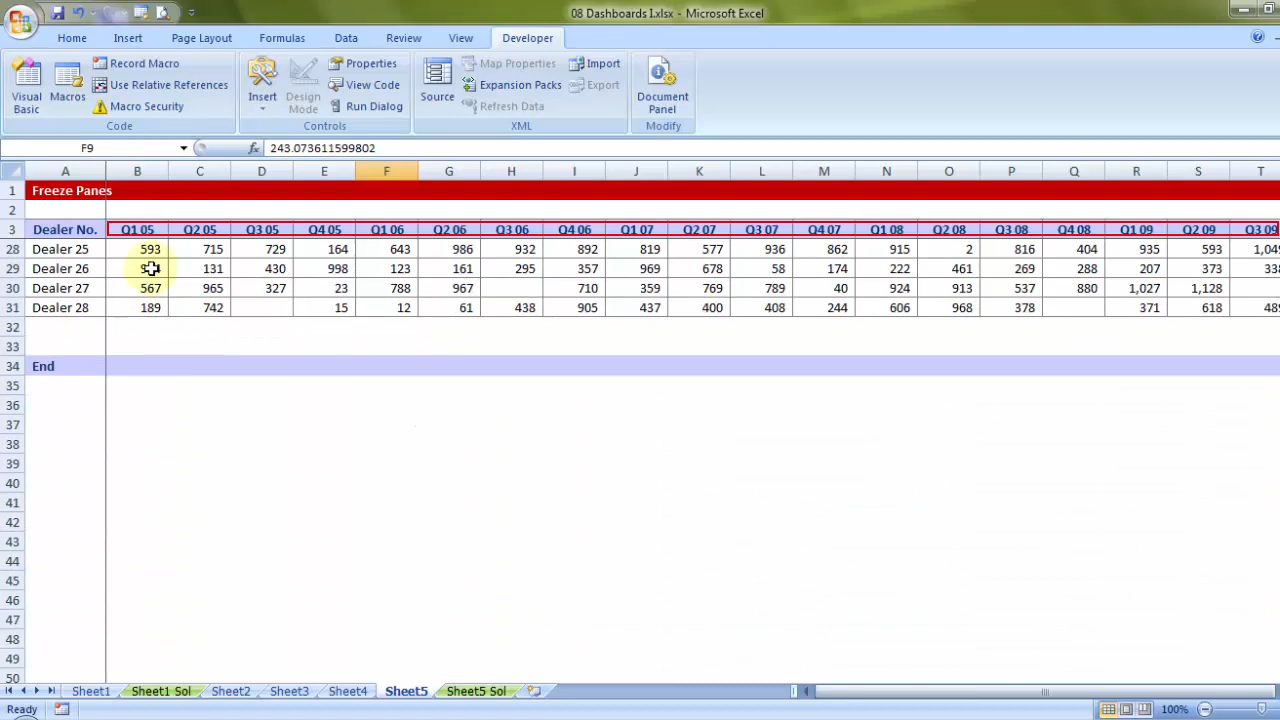 08 Dashboards I.xlsx - Microsoft Excel
Home Insert Page Layout Formulas Data Review View Developer
Visual Basic Macros Record Macro Use Relative References Macro Security Code
Insert Design Mode Properties View Code Run Dialog Controls
Source Map Properties Expansion Packs Refresh Data Import Export XML
Document Panel Modify
F9 fx 243.073611599802
A B C D E F G H I J K L M N O P Q R S T
1 Freeze Panes
2
3 Dealer No. Q1 05 Q2 05 Q3 05 Q4 05 Q1 06 Q2 06 Q3 06 Q4 06 Q1 07 Q2 07 Q3 07 Q4 07 Q1 08 Q2 08 Q3 08 Q4 08 Q1 09 Q2 09 Q3 09
28 Dealer 25 593 715 729 164 643 986 932 892 819 577 936 862 915 2 816 404 935 593
29 Dealer 26 131 430 998 123 161 295 357 969 678 58 174 222 461 269 288 207 373
30 Dealer 27 567 965 327 23 788 967 710 359 769 789 40 924 913 537 880 1,027 1,128
31 Dealer 28 189 742 15 12 61 438 905 437 400 408 244 606 968 378 371 618
32
33
34 End
35
36
37
38
39
40
41
42
43
44
45
46
47
48
49
50
Sheet1 Sheet1 Sol Sheet2 Sheet3 Sheet4 Sheet5 Sheet5 Sol
Ready 100%